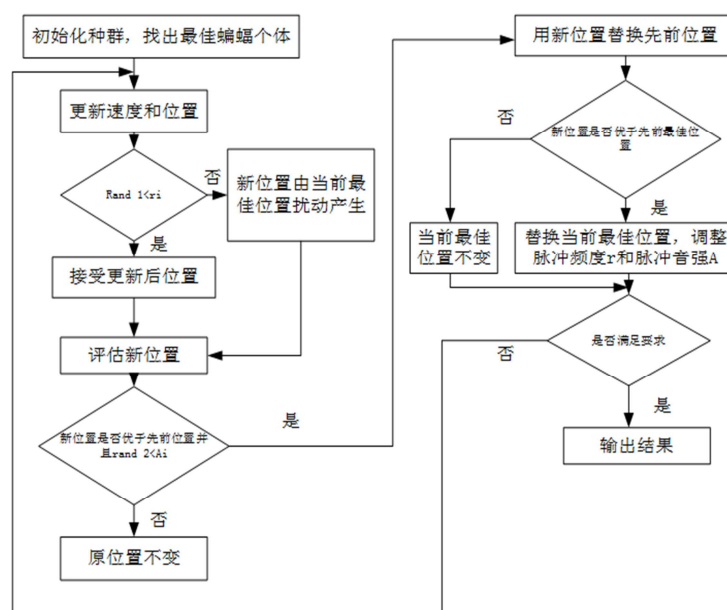 初始化种群，找出最佳蝙蝠个体
更新速度和位置
Rand 1<ri
否
新位置由当前最
佳位置扰动产生
是
接受更新后位置
评估新位置
新位置是否优于先前位置并
且rand 2<Ai
是
否
原位置不变
用新位置替换先前位置
新位置是否优于先前最佳位
置
否
是
当前最佳
位置不变
替换当前最佳位置，调整
脉冲频度r和脉冲音强A
是否满足要求
否
是
输出结果